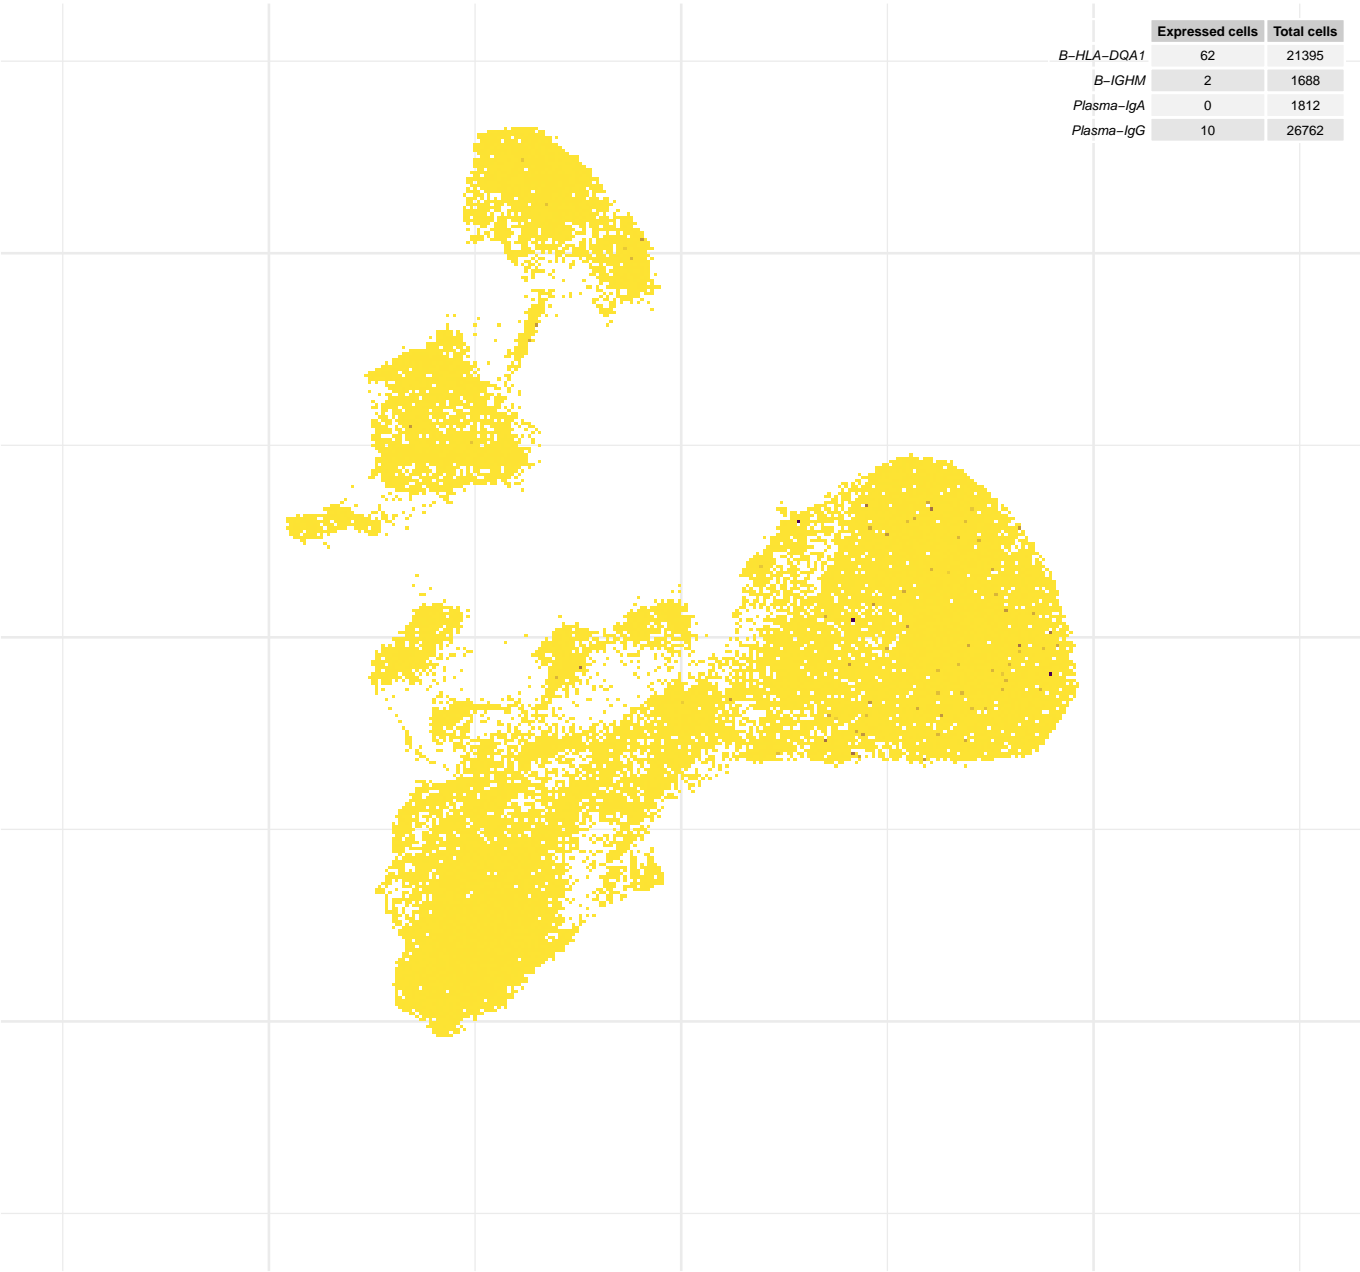 Expressed cells Total cells
B−HLA−DQA1 62 21395
B−IGHM 2 1688
Plasma−IgA 0 1812
Plasma−IgG 10 26762